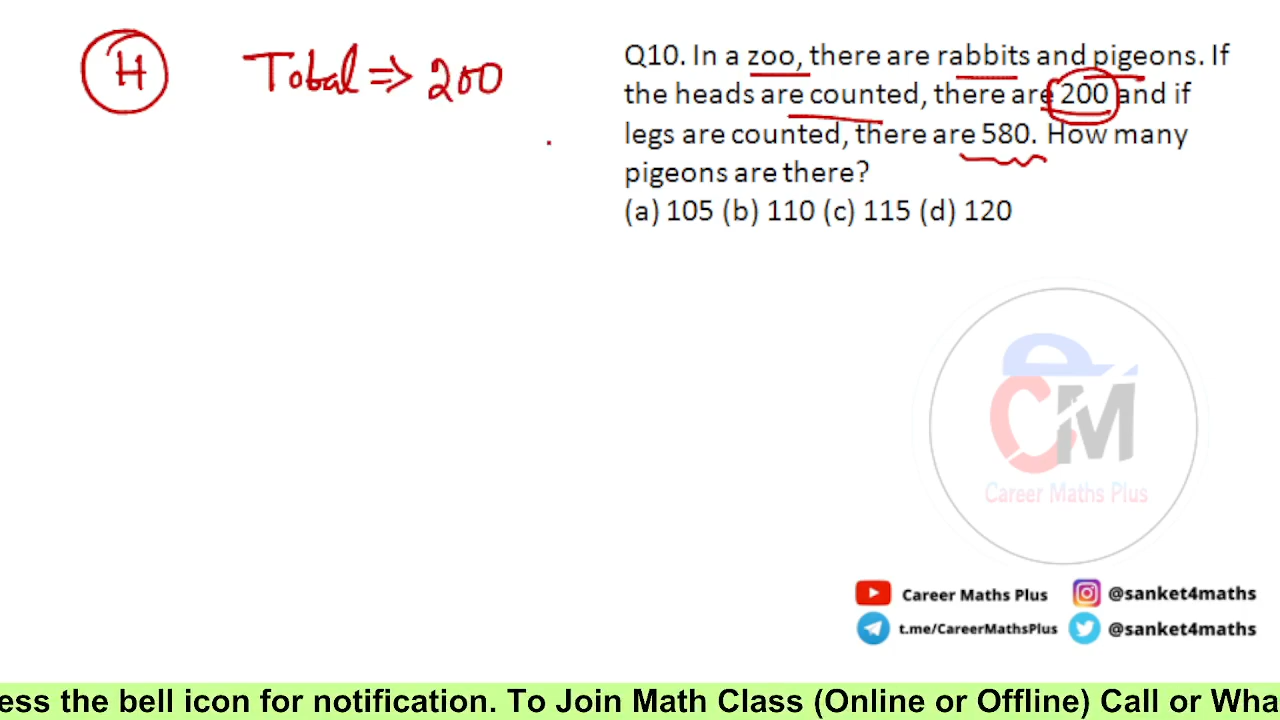 H Total => 200
Q10. In a zoo, there are rabbits and pigeons. If
the heads are counted, there are 200 and if
legs are counted, there are 580. How many
pigeons are there?
(a) 105 (b) 110 (c) 115 (d) 120
CM
Career Maths Plus
Career Maths Plus @sanket4maths
t.me/CareerMathsPlus @sanket4maths
ess the bell icon for notification. To Join Math Class (Online or Offline) Call or Wha